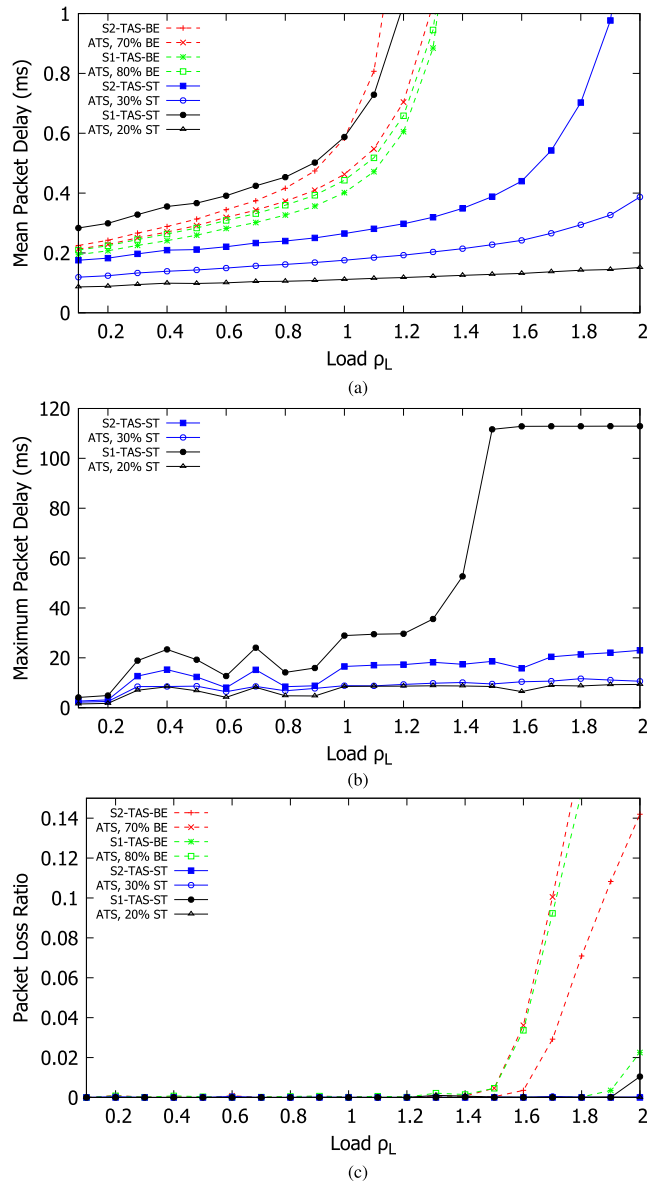 1
0.8
0.6
0.4
0.2
0
Mean Packet Delay (ms)
S2-TAS-BE
ATS, 70% BE
S1-TAS-BE
ATS, 80% BE
S2-TAS-ST
ATS, 30% ST
S1-TAS-ST
ATS, 20% ST
0.2 0.4 0.6 0.8 1 1.2 1.4 1.6 1.8 2
Load ρL
(a)
120
100
80
60
40
20
0
Maximum Packet Delay (ms)
S2-TAS-ST
ATS, 30% ST
S1-TAS-ST
ATS, 20% ST
0.2 0.4 0.6 0.8 1 1.2 1.4 1.6 1.8 2
Load ρL
(b)
0.14
0.12
0.1
0.08
0.06
0.04
0.02
0
Packet Loss Ratio
S2-TAS-BE
ATS, 70% BE
S1-TAS-BE
ATS, 80% BE
S2-TAS-ST
ATS, 30% ST
S1-TAS-ST
ATS, 20% ST
0.2 0.4 0.6 0.8 1 1.2 1.4 1.6 1.8 2
Load ρL
(c)